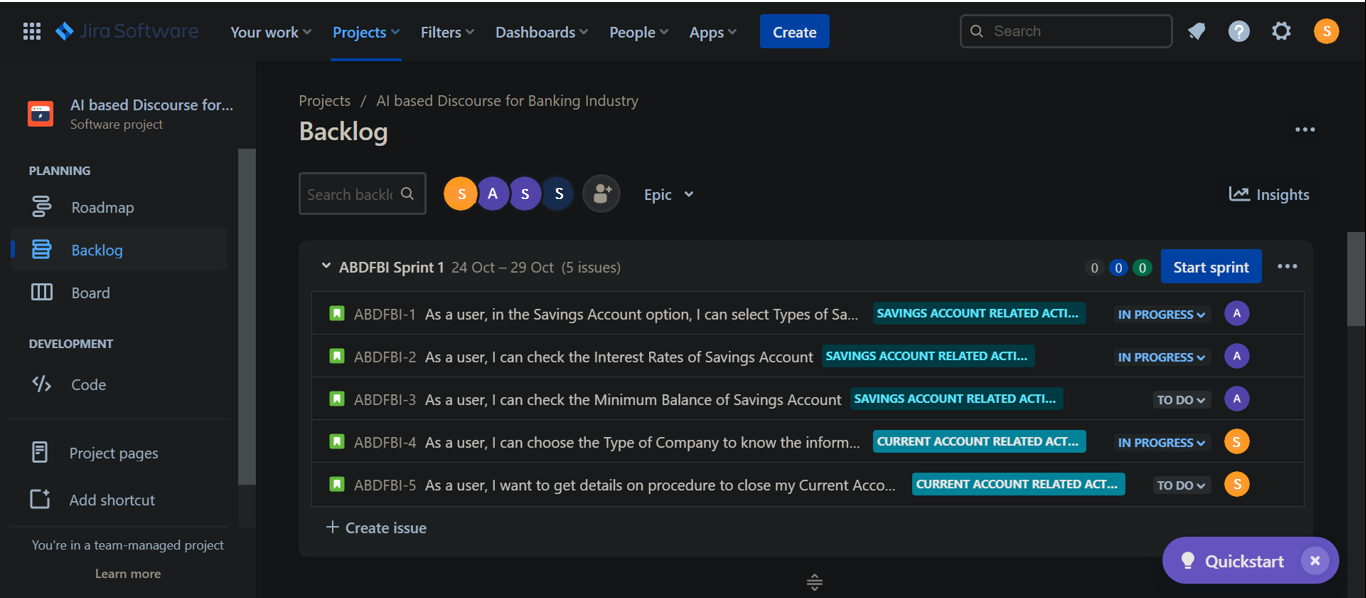 Jira Software Your work Projects Filters Dashboards People Apps Create Search ? S
AI based Discourse for...
Software project
PLANNING
Roadmap
Backlog
Board
DEVELOPMENT
Code
Project pages
Add shortcut
You're in a team-managed project
Learn more
Projects / AI based Discourse for Banking Industry
Backlog
Search backlo S A S S Epic Insights
ABDFBI Sprint 1 24 Oct – 29 Oct (5 issues) 0 0 0 Start sprint
ABDFBI-1 As a user, in the Savings Account option, I can select Types of Sa... SAVINGS ACCOUNT RELATED ACTI... IN PROGRESS A
ABDFBI-2 As a user, I can check the Interest Rates of Savings Account SAVINGS ACCOUNT RELATED ACTI... IN PROGRESS A
ABDFBI-3 As a user, I can check the Minimum Balance of Savings Account SAVINGS ACCOUNT RELATED ACTI... TO DO A
ABDFBI-4 As a user, I can choose the Type of Company to know the inform... CURRENT ACCOUNT RELATED ACT... IN PROGRESS S
ABDFBI-5 As a user, I want to get details on procedure to close my Current Acco... CURRENT ACCOUNT RELATED ACT... TO DO S
+ Create issue
Quickstart